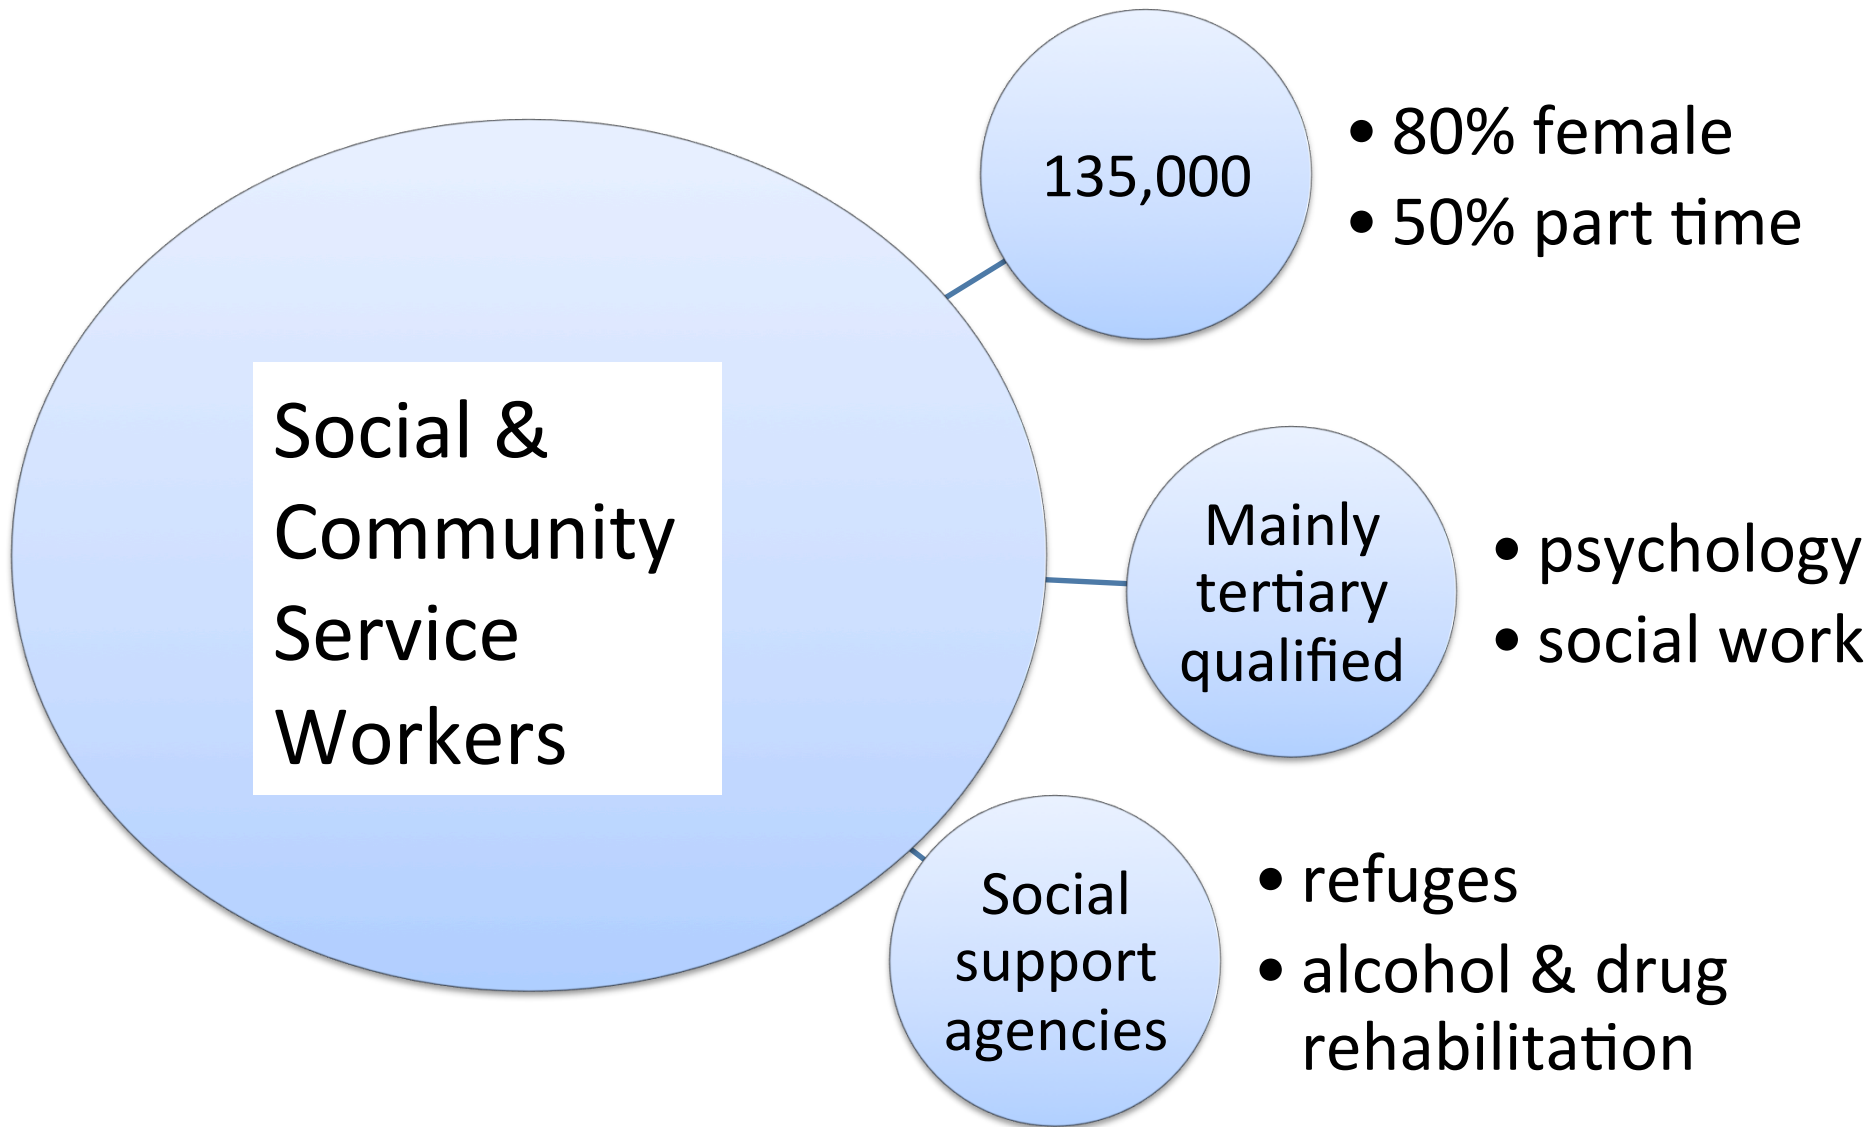 Social &
Community
Service
Workers
135,000
• 80% female
• 50% part time
Mainly
tertiary
qualified
• psychology
• social work
Social
support
agencies
• refuges
• alcohol & drug
rehabilitation